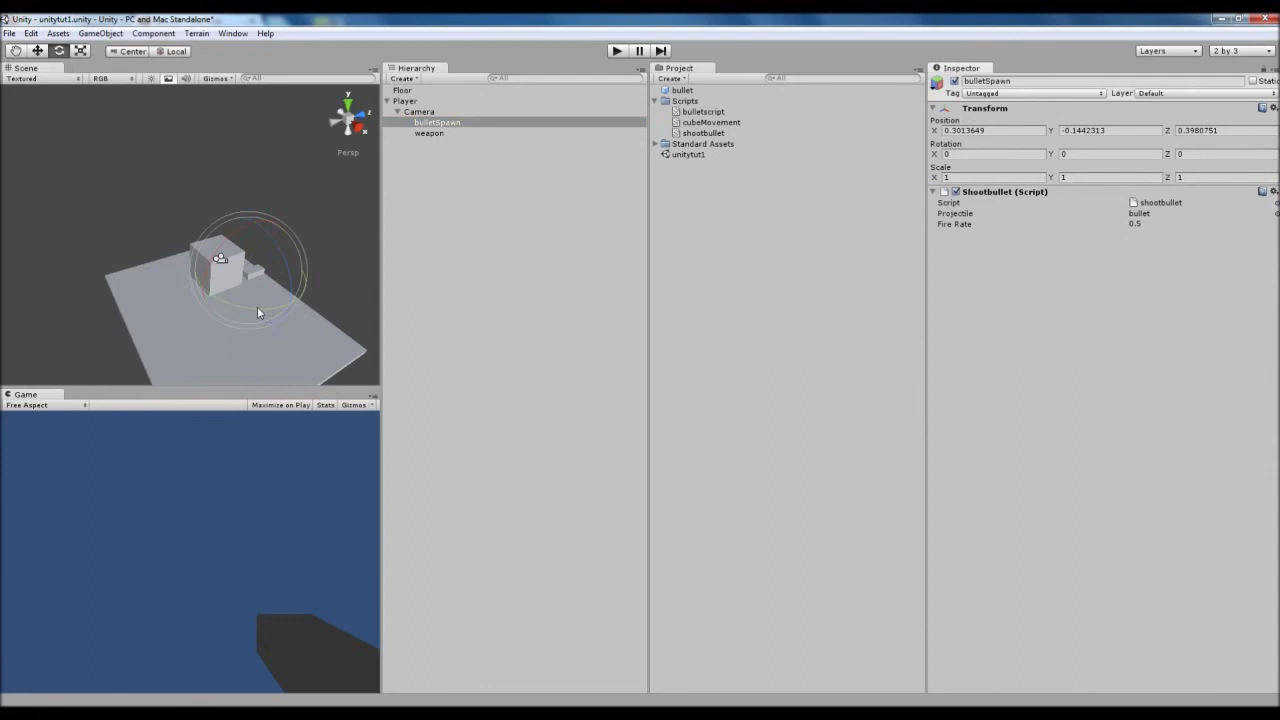 Unity - unitytut1.unity - Unity - PC and Mac Standalone*
File Edit Assets GameObject Component Terrain Window Help
Center Local Layers 2 by 3
Scene
Textured RGB Gizmos All
y
z
x
Persp
Game
Free Aspect Maximize on Play Stats Gizmos
Hierarchy
Create All
Floor
Player
Camera
bulletSpawn
weapon
Project
Create All
bullet
Scripts
bulletscript
cubeMovement
shootbullet
Standard Assets
unitytut1
Inspector
bulletSpawn Stati
Tag Untagged Layer Default
Transform
Position
X 0.3013649 Y -0.1442313 Z 0.3980751
Rotation
X 0 Y 0 Z 0
Scale
X 1 Y 1 Z 1
Shootbullet (Script)
Script shootbullet
Projectile bullet
Fire Rate 0.5